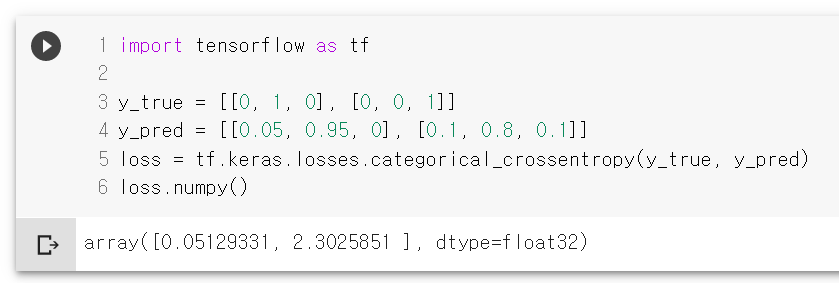 1 import tensorflow as tf
2
3 y_true = [[0, 1, 0], [0, 0, 1]]
4 y_pred = [[0.05, 0.95, 0], [0.1, 0.8, 0.1]]
5 loss = tf.keras.losses.categorical_crossentropy(y_true, y_pred)
6 loss.numpy()
array([0.05129331, 2.3025851 ], dtype=float32)